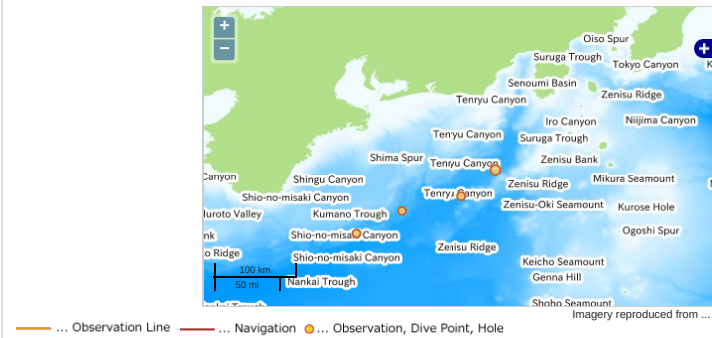 +
−
Oiso Spur
+
Suruga Trough
Tokyo Canyon
K
Senoumi Basin
Zenisu Ridge
Tenryu Canyon
Iro Canyon
Niijima Canyon
Tenryu Canyon
Suruga Trough
Shima Spur
Tenryu Canyon
Zenisu Bank
Canyon
Shingu Canyon
Zenisu Ridge
Mikura Seamount
Shio-no-misaki Canyon
Tenryu Canyon
Zenisu-Oki Seamount
Kurose Hole
luroto Valley
Kumano Trough
Ogoshi Spur
nk
Shio-no-misaki Canyon
Zenisu Ridge
o Ridge
Shio-no-misaki Canyon
Keicho Seamount
100 km
Genna Hill
50 mi
Nankai Trough
Shoho Seamount
nkai Trough
Imagery reproduced from ...
... Observation Line ... Navigation ... Observation, Dive Point, Hole